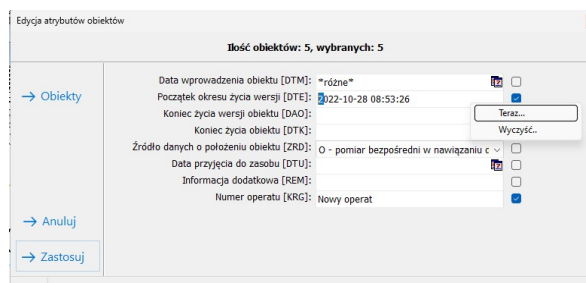 Edycja atrybutów obiektów
Ilość obiektów: 5, wybranych: 5
→ Obiekty
Data wprowadzenia obiektu [DTM]: *różne*
Początek okresu życia wersji [DTE]: 2022-10-28 08:53:26
Koniec życia wersji obiektu [DAO]:
Teraz...
Koniec życia obiektu [DTK]:
Wyczyść..
Źródło danych o położeniu obiektu [ZRD]: O - pomiar bezpośredni w nawiązaniu c
Data przyjęcia do zasobu [DTU]:
Informacja dodatkowa [REM]:
Numer operatu [KRG]: Nowy operat
→ Anuluj
→ Zastosuj